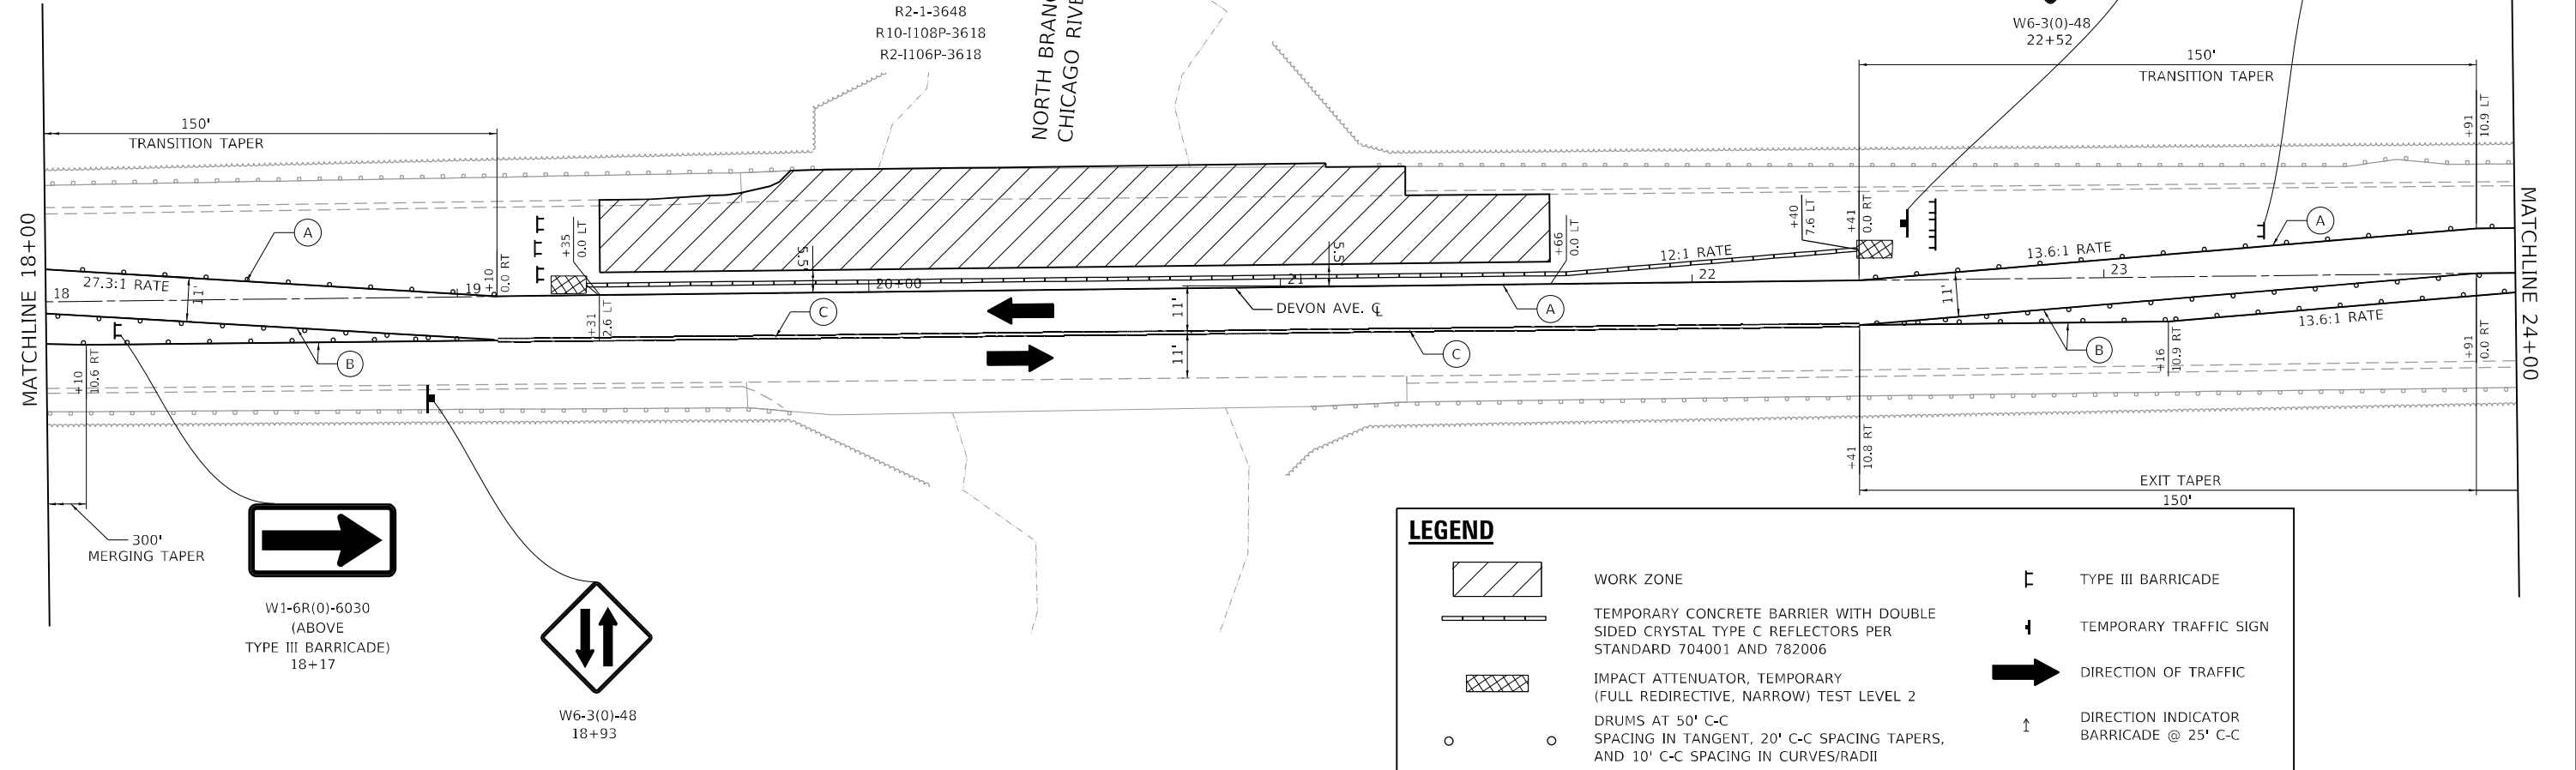 R2-1-3648
R10-I108P-3618
R2-I106P-3618
CHICAGO RIVE
W6-3(0)-48
22+52
150'
TRANSITION TAPER
150'
TRANSITION TAPER
+91
10.9 LT
MATCHLINE 18+00
MATCHLINE 24+00
A
27.3:1 RATE
11'
18
19
+10
0.0 RT
+35
0.0 LT
+31
2.6 LT
5.5'
20+00
5.5'
21
+66
0.0 LT
12:1 RATE
22
+40
7.6 LT
+41
0.0 RT
13.6:1 RATE
A
23
11'
C
11'
11'
DEVON AVE. ℄
A
C
B
+10
10.6 RT
B
+16
10.9 RT
13.6:1 RATE
+91
0.0 RT
+41
10.8 RT
EXIT TAPER
150'
300'
MERGING TAPER
W1-6R(0)-6030
(ABOVE
TYPE III BARRICADE)
18+17
W6-3(0)-48
18+93
LEGEND
WORK ZONE
TEMPORARY CONCRETE BARRIER WITH DOUBLE
SIDED CRYSTAL TYPE C REFLECTORS PER
STANDARD 704001 AND 782006
IMPACT ATTENUATOR, TEMPORARY
(FULL REDIRECTIVE, NARROW) TEST LEVEL 2
DRUMS AT 50' C-C
SPACING IN TANGENT, 20' C-C SPACING TAPERS,
AND 10' C-C SPACING IN CURVES/RADII
TYPE III BARRICADE
TEMPORARY TRAFFIC SIGN
DIRECTION OF TRAFFIC
DIRECTION INDICATOR
BARRICADE @ 25' C-C
NORTH BRANC